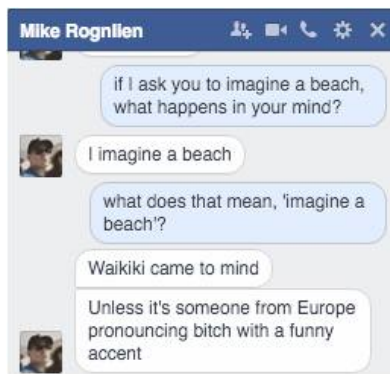 Mike Rognlien
if I ask you to imagine a beach,
what happens in your mind?
I imagine a beach
what does that mean, 'imagine a
beach'?
Waikiki came to mind
Unless it's someone from Europe
pronouncing bitch with a funny
accent